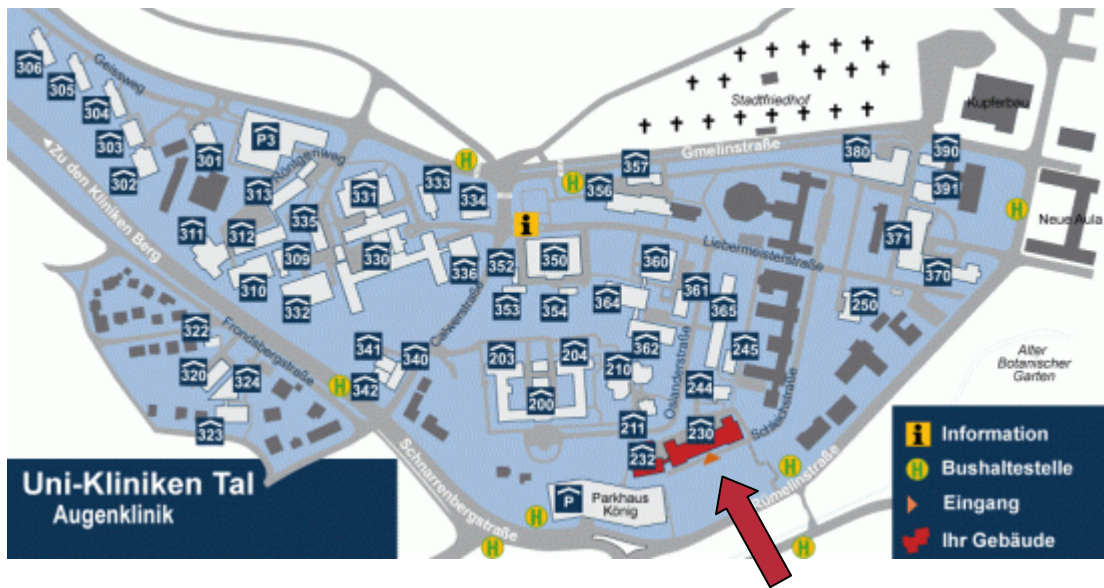 306
305
304
303
302
Geissweg
301
P3
313
Röntgenweg
331
333
334
335
311
312
309
330
310
332
336
◄Zu den Kliniken Berg
Frondsbergstraße
322
320
324
323
341
340
342
Calwerstraße
i
352
350
353
354
356
357
Gmelinstraße
Stadtfriedhof
Kupferbau
380
390
391
371
370
Neue Aula
Liebermeisterstraße
360
361
364
365
362
250
203
204
200
210
211
245
244
Osianderstraße
Schleichstraße
230
232
Rümelinstraße
Schnarrenbergstraße
P
Parkhaus
König
Alter
Botanischer
Garten
H
H
H
H
H
H
H
H
Uni-Kliniken Tal
Augenklinik
i Information
H Bushaltestelle
Eingang
Ihr Gebäude